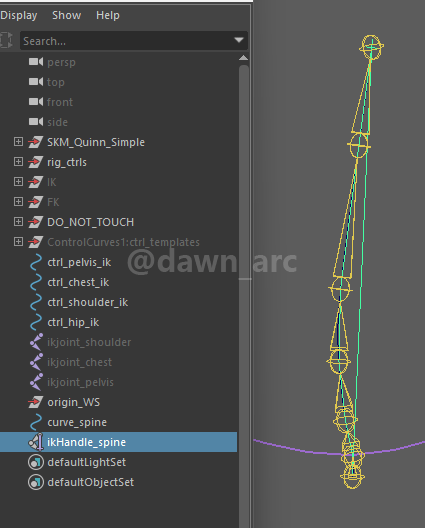 Display Show Help
Search...
persp
top
front
side
SKM_Quinn_Simple
rig_ctrls
IK
FK
DO_NOT_TOUCH
ControlCurves1:ctrl_templates
ctrl_pelvis_ik
@dawnarc
ctrl_chest_ik
ctrl_shoulder_ik
ctrl_hip_ik
ikjoint_shoulder
ikjoint_chest
ikjoint_pelvis
origin_WS
curve_spine
ikHandle_spine
defaultLightSet
defaultObjectSet